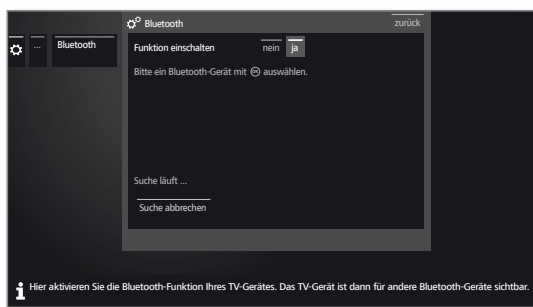 Bluetooth
zurück
...
Bluetooth
Funktion einschalten
nein
ja
Bitte ein Bluetooth-Gerät mit OK auswählen.
Suche läuft ...
Suche abbrechen
Hier aktivieren Sie die Bluetooth-Funktion Ihres TV-Gerätes. Das TV-Gerät ist dann für andere Bluetooth-Geräte sichtbar.